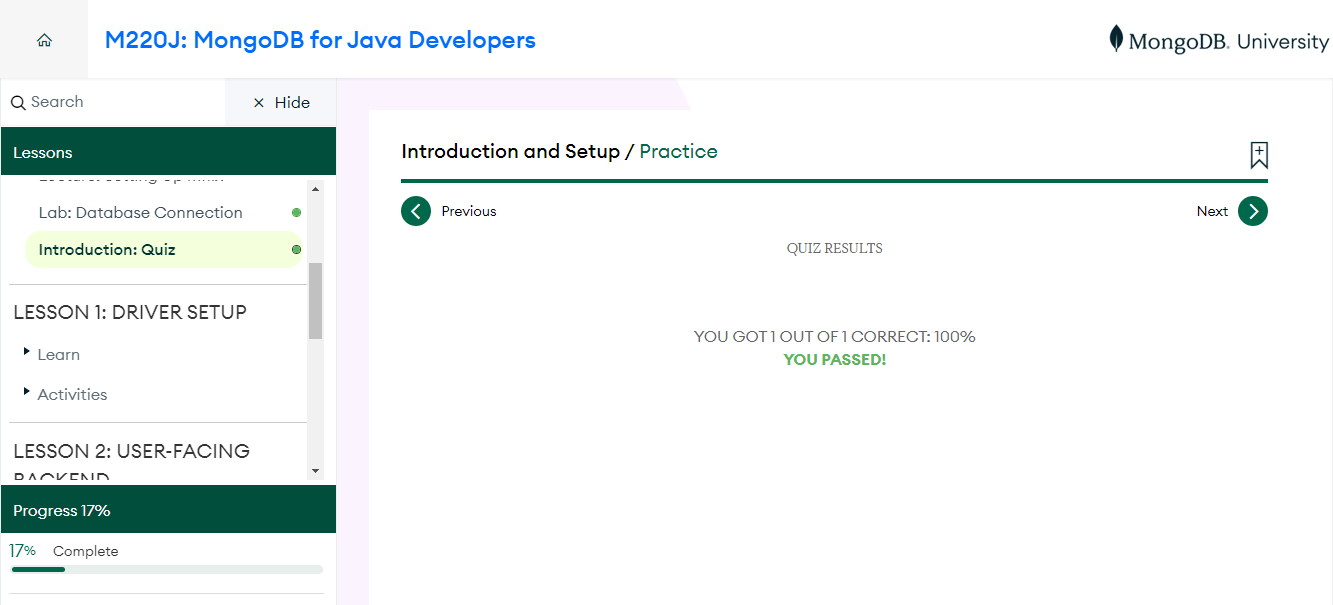 M220J: MongoDB for Java Developers
MongoDB. University
Search
Hide
Lessons
Lab: Database Connection
Introduction: Quiz
LESSON 1: DRIVER SETUP
Learn
Activities
LESSON 2: USER-FACING
BACKEND
Progress 17%
17% Complete
Introduction and Setup / Practice
Previous
Next
QUIZ RESULTS
YOU GOT 1 OUT OF 1 CORRECT: 100%
YOU PASSED!